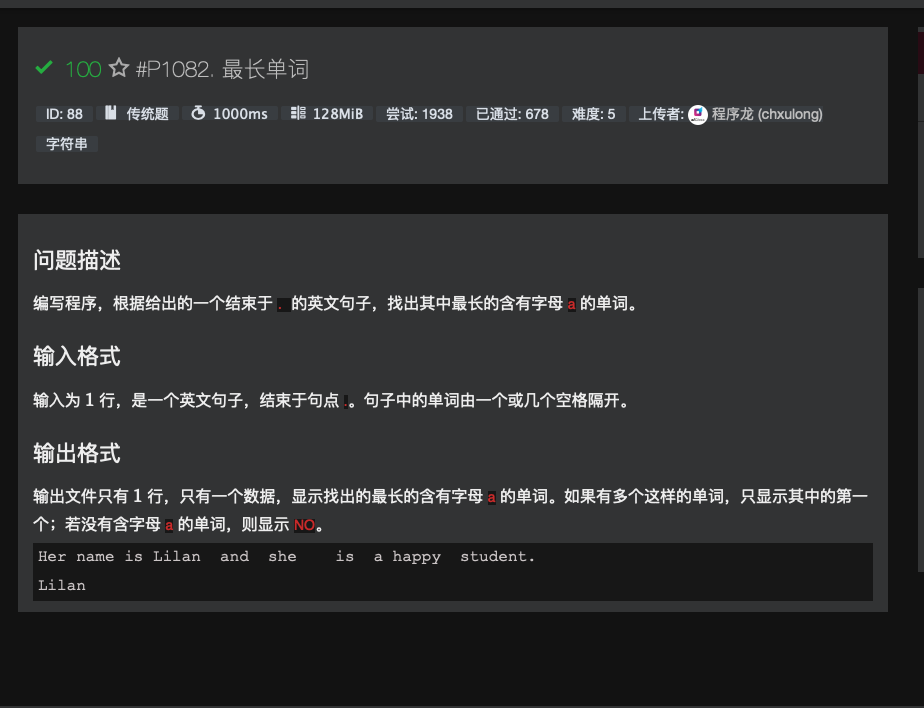 100 #P1082. 最长单词
ID: 88 传统题 1000ms 128MiB 尝试: 1938 已通过: 678 难度: 5 上传者: 程序龙 (chxulong)
字符串
问题描述
编写程序，根据给出的一个结束于 . 的英文句子，找出其中最长的含有字母 a 的单词。
输入格式
输入为 1 行，是一个英文句子，结束于句点 .。句子中的单词由一个或几个空格隔开。
输出格式
输出文件只有 1 行，只有一个数据，显示找出的最长的含有字母 a 的单词。如果有多个这样的单词，只显示其中的第一
个；若没有含字母 a 的单词，则显示 NO。
Her name is Lilan  and  she    is  a happy  student.
Lilan